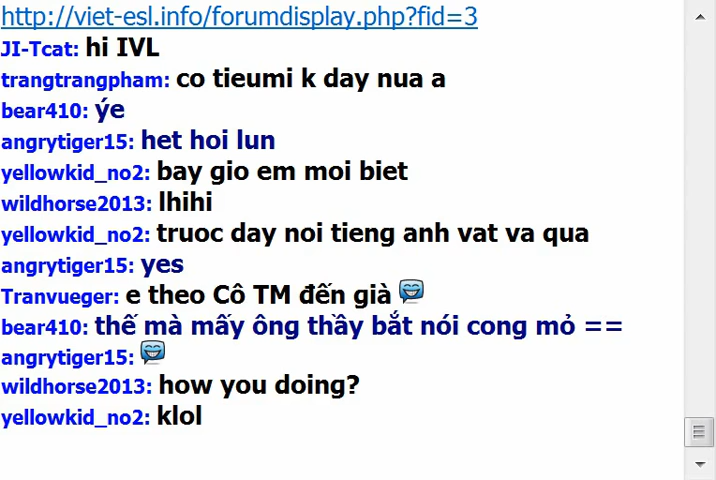 http://viet-esl.info/forumdisplay.php?fid=3
JI-Tcat: hi IVL
trangtrangpham: co tieumi k day nua a
bear410: ýe
angrytiger15: het hoi lun
yellowkid_no2: bay gio em moi biet
wildhorse2013: lhihi
yellowkid_no2: truoc day noi tieng anh vat va qua
angrytiger15: yes
Tranvueger: e theo Cô TM đến già
bear410: thế mà mấy ông thầy bắt nói cong mỏ ==
angrytiger15:
wildhorse2013: how you doing?
yellowkid_no2: klol